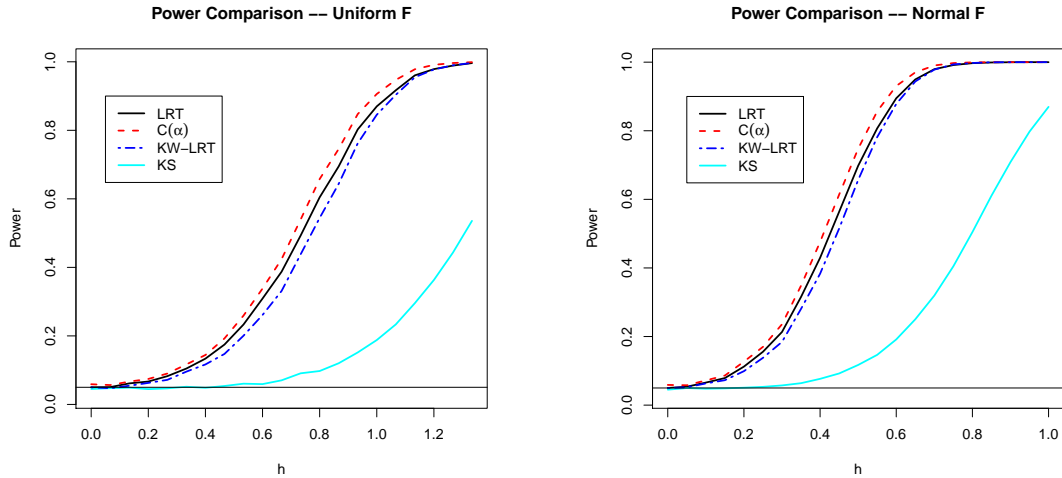 Power Comparison −− Uniform F
Power
1.0
0.8
0.6
0.4
0.2
0.0
LRT
C(α)
KW−LRT
KS
0.0 0.2 0.4 0.6 0.8 1.0 1.2
h
Power Comparison −− Normal F
Power
1.0
0.8
0.6
0.4
0.2
0.0
LRT
C(α)
KW−LRT
KS
0.0 0.2 0.4 0.6 0.8 1.0
h